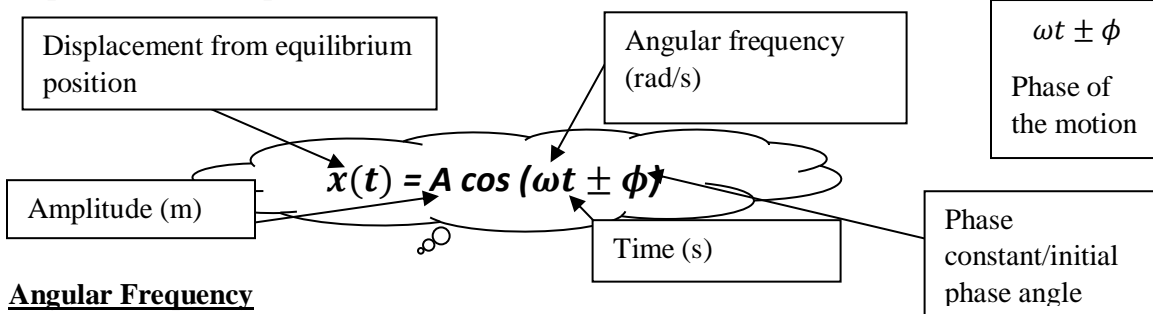 Displacement from equilibrium
position
Angular frequency
(rad/s)
𝜔𝑡 ± 𝜙
Phase of
the motion
𝒙(𝒕) = A cos (𝝎𝒕 ± 𝝓)
Amplitude (m)
Time (s)
Phase
constant/initial
phase angle
Angular Frequency